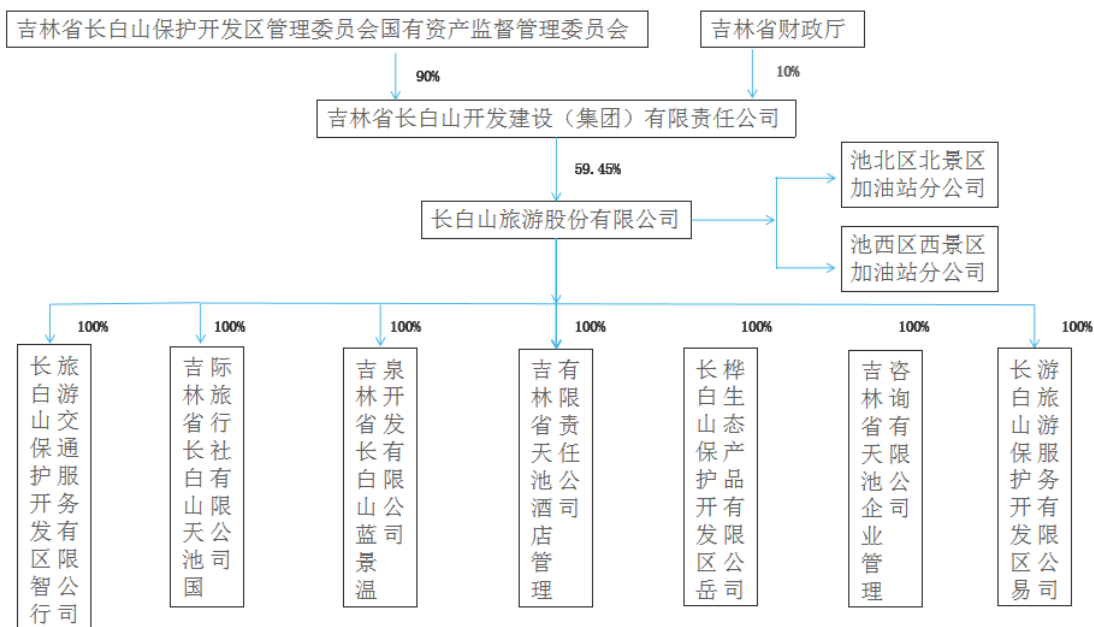 吉林省长白山保护开发区管理委员会国有资产监督管理委员会
吉林省财政厅
90%
10%
吉林省长白山开发建设（集团）有限责任公司
59.45%
池北区北景区
加油站分公司
长白山旅游股份有限公司
池西区西景区
加油站分公司
100%
100%
100%
100%
100%
100%
100%
长白山保护开发区智行
旅游交通服务有限公司
吉林省长白山天池国
际旅行社有限公司
吉林省长白山蓝景温
泉开发有限公司
吉林省天池酒店管理
有限责任公司
长白山保护开发区岳
桦生态产品有限公司
吉林省天池企业管理
咨询有限公司
长白山保护开发区易
游旅游服务有限公司